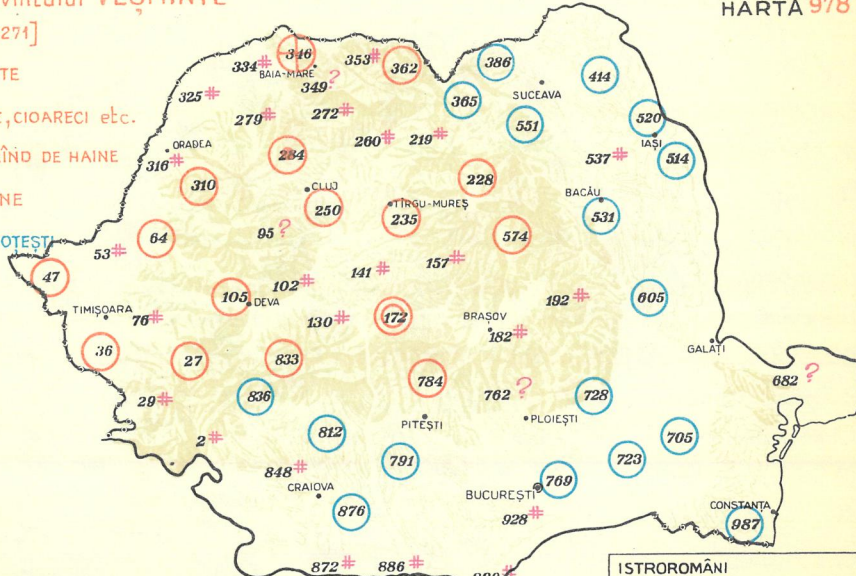 VEȘMINTE
HARTA 978
271]
TE
E, CIOARECI etc.
ÎND DE HAINE
NE
OTEȘTI
346
334 #
353 #
362
386
BAIA-MARE
349 ?
414
325 #
365
SUCEAVA
279 #
272 #
551
520
260 #
219 #
IAȘI
ORADEA
316 #
284
537 #
514
310
CLUJ
228
BACĂU
250
TÎRGU-MUREȘ
235
531
64
95 ?
574
53 #
47
102 #
141 #
157 #
105
DEVA
192 #
605
TIMIȘOARA
76 #
130 #
172
BRAȘOV
182 #
36
27
833
GALAȚI
784
762 ?
682 ?
29 #
836
728
PITEȘTI
PLOIEȘTI
2 #
812
705
791
723
848 #
769
CRAIOVA
BUCUREȘTI
876
928 #
CONSTANȚA
987
872 #
886 #
ISTROROMÂNI